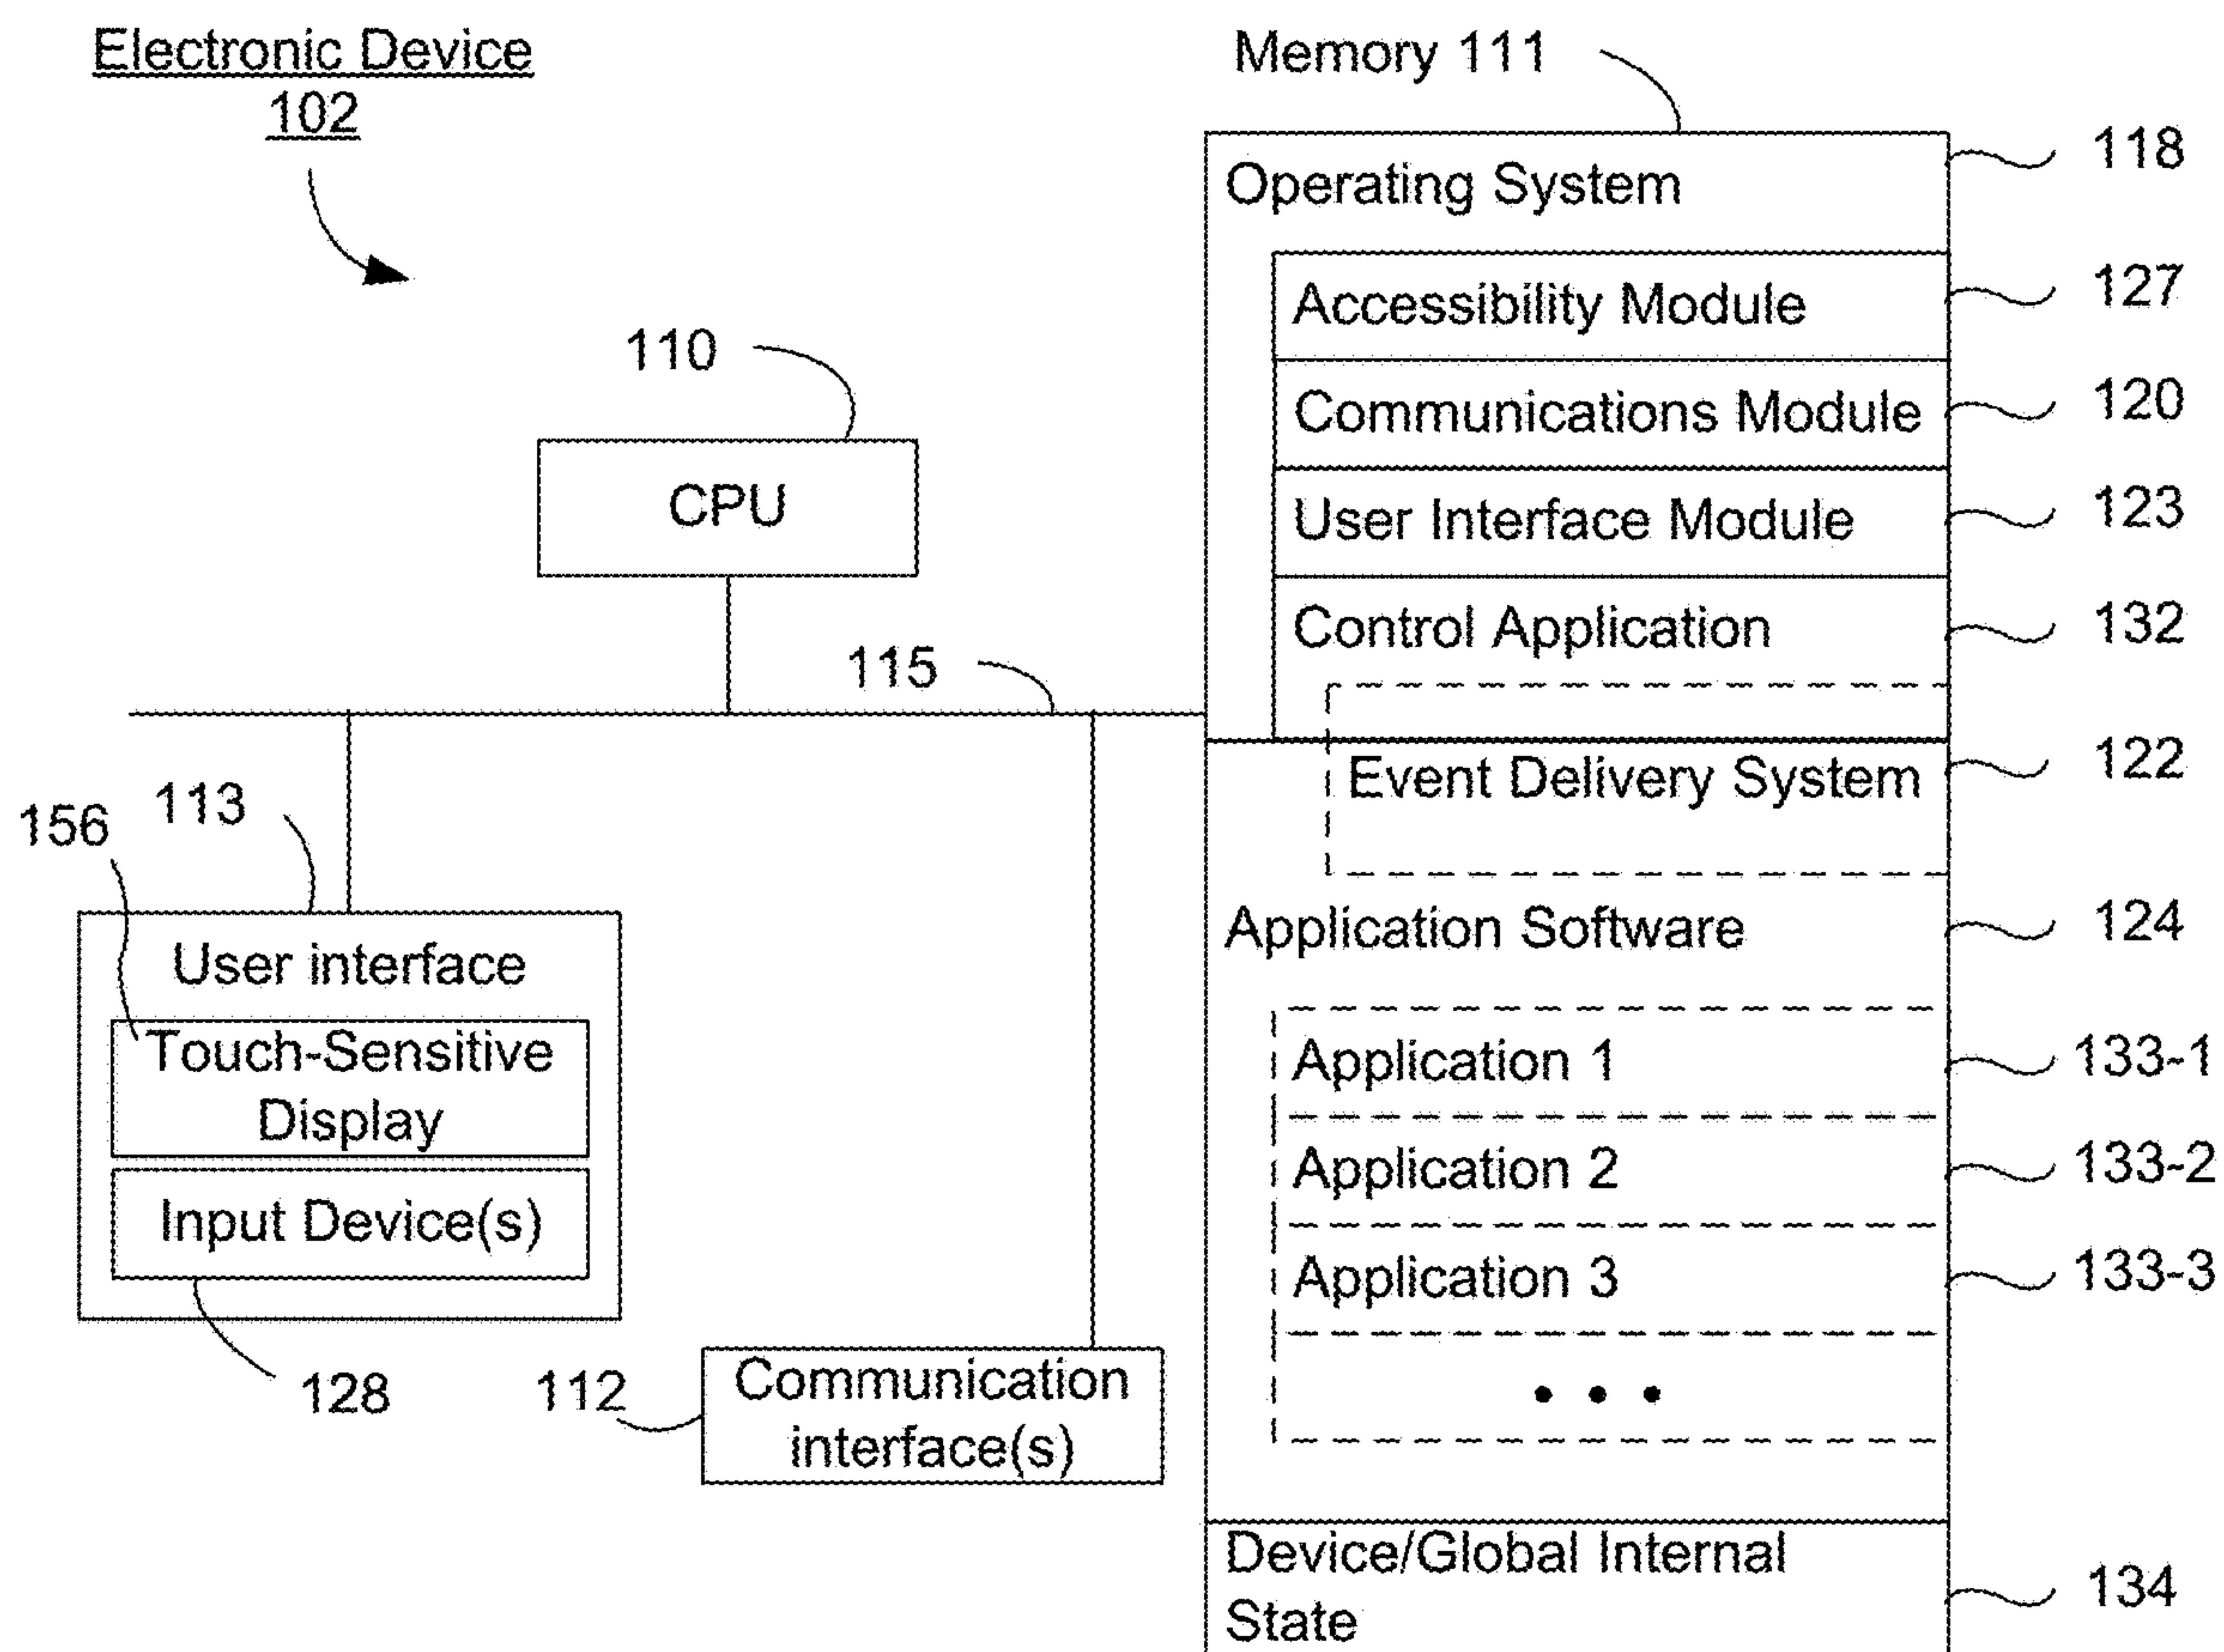 Electronic Device
102
110
CPU
115
113
156
User interface
Touch-Sensitive
Display
Input Device(s)
128
112
Communication
interface(s)
Memory 111
Operating System
118
Accessibility Module
127
Communications Module
120
User Interface Module
123
Control Application
132
Event Delivery System
122
Application Software
124
Application 1
133-1
Application 2
133-2
Application 3
133-3
• • •
Device/Global Internal
State
134